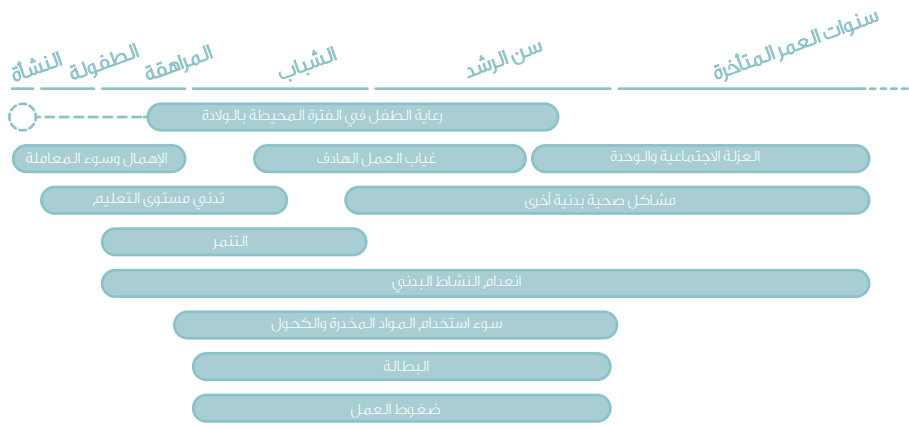 النشأة
الطفولة
المراهقة
الشباب
سن الرشد
سنوات العمر المتأخرة
رعاية الطفل في الفترة المحيطة بالولادة
الإهمال وسوء المعاملة
غياب العمل الهادف
العزلة الاجتماعية والوحدة
تدني مستوى التعليم
مشاكل صحية بدنية أخرى
التنمر
انعدام النشاط البدني
سوء استخدام المواد المخدرة والكحول
البطالة
ضغوط العمل